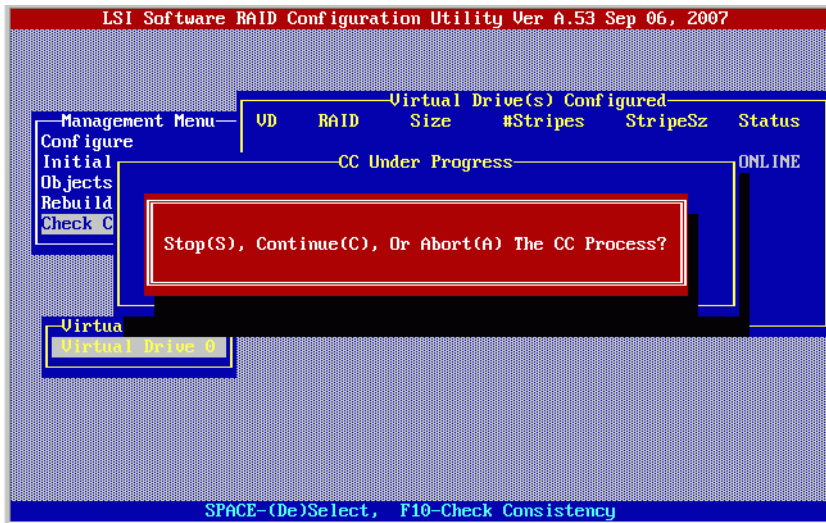 LSI Software RAID Configuration Utility Ver A.53 Sep 06, 2007
Virtual Drive(s) Configured
VD RAID Size #Stripes StripeSz Status
ONLINE
Management Menu
Configure
Initial
Objects
Rebuild
Check C
CC Under Progress
Stop(S), Continue(C), Or Abort(A) The CC Process?
Virtua
Virtual Drive 0
SPACE-(De)Select, F10-Check Consistency